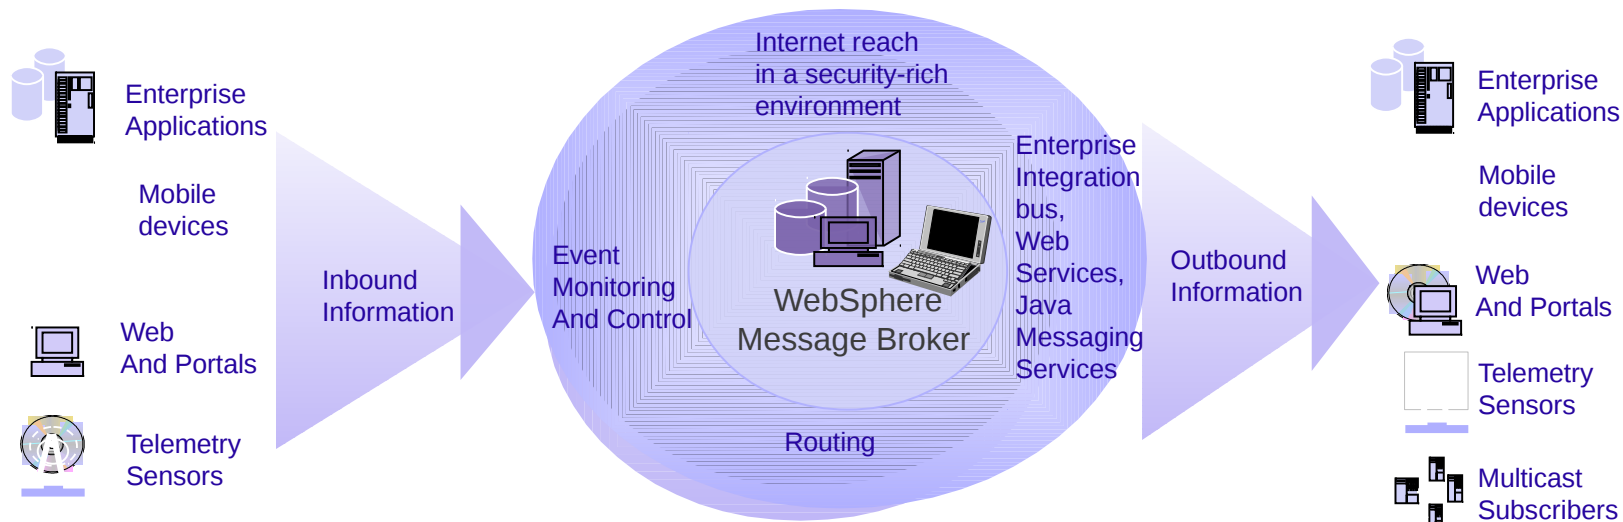 Enterprise
Applications
Mobile
devices
Web
And Portals
Telemetry
Sensors
Inbound
Information
Internet reach
in a security-rich
environment
Event
Monitoring
And Control
WebSphere
Message Broker
Routing
Enterprise
Integration
bus,
Web
Services,
Java
Messaging
Services
Outbound
Information
Enterprise
Applications
Mobile
devices
Web
And Portals
Telemetry
Sensors
Multicast
Subscribers